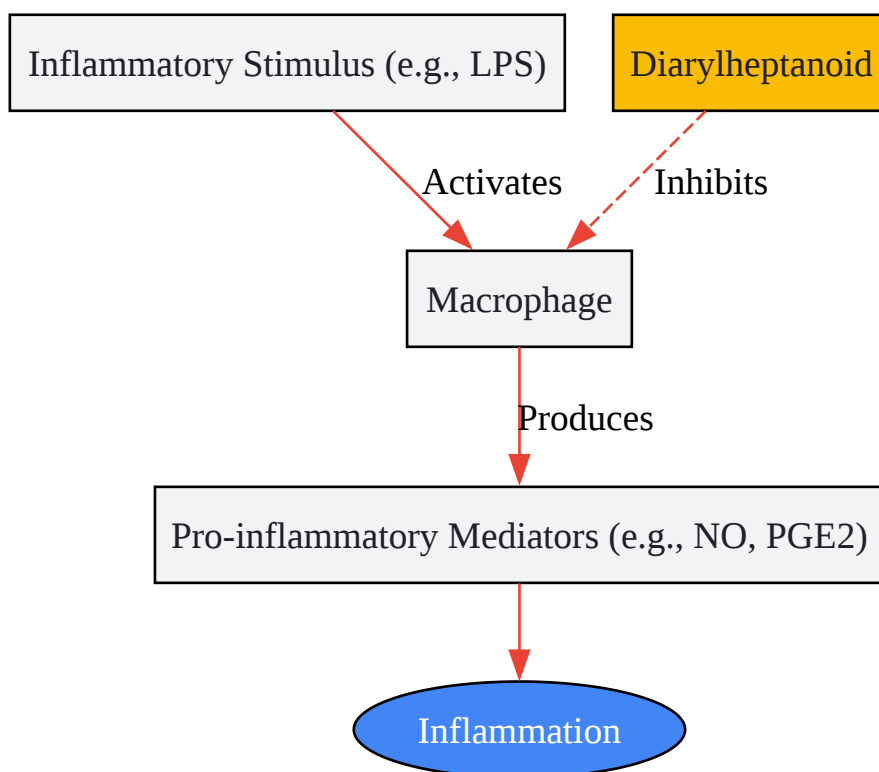 Inflammatory Stimulus (e.g., LPS)
Diarylheptanoid
Activates
Inhibits
Macrophage
Produces
Pro-inflammatory Mediators (e.g., NO, PGE2)
Inflammation